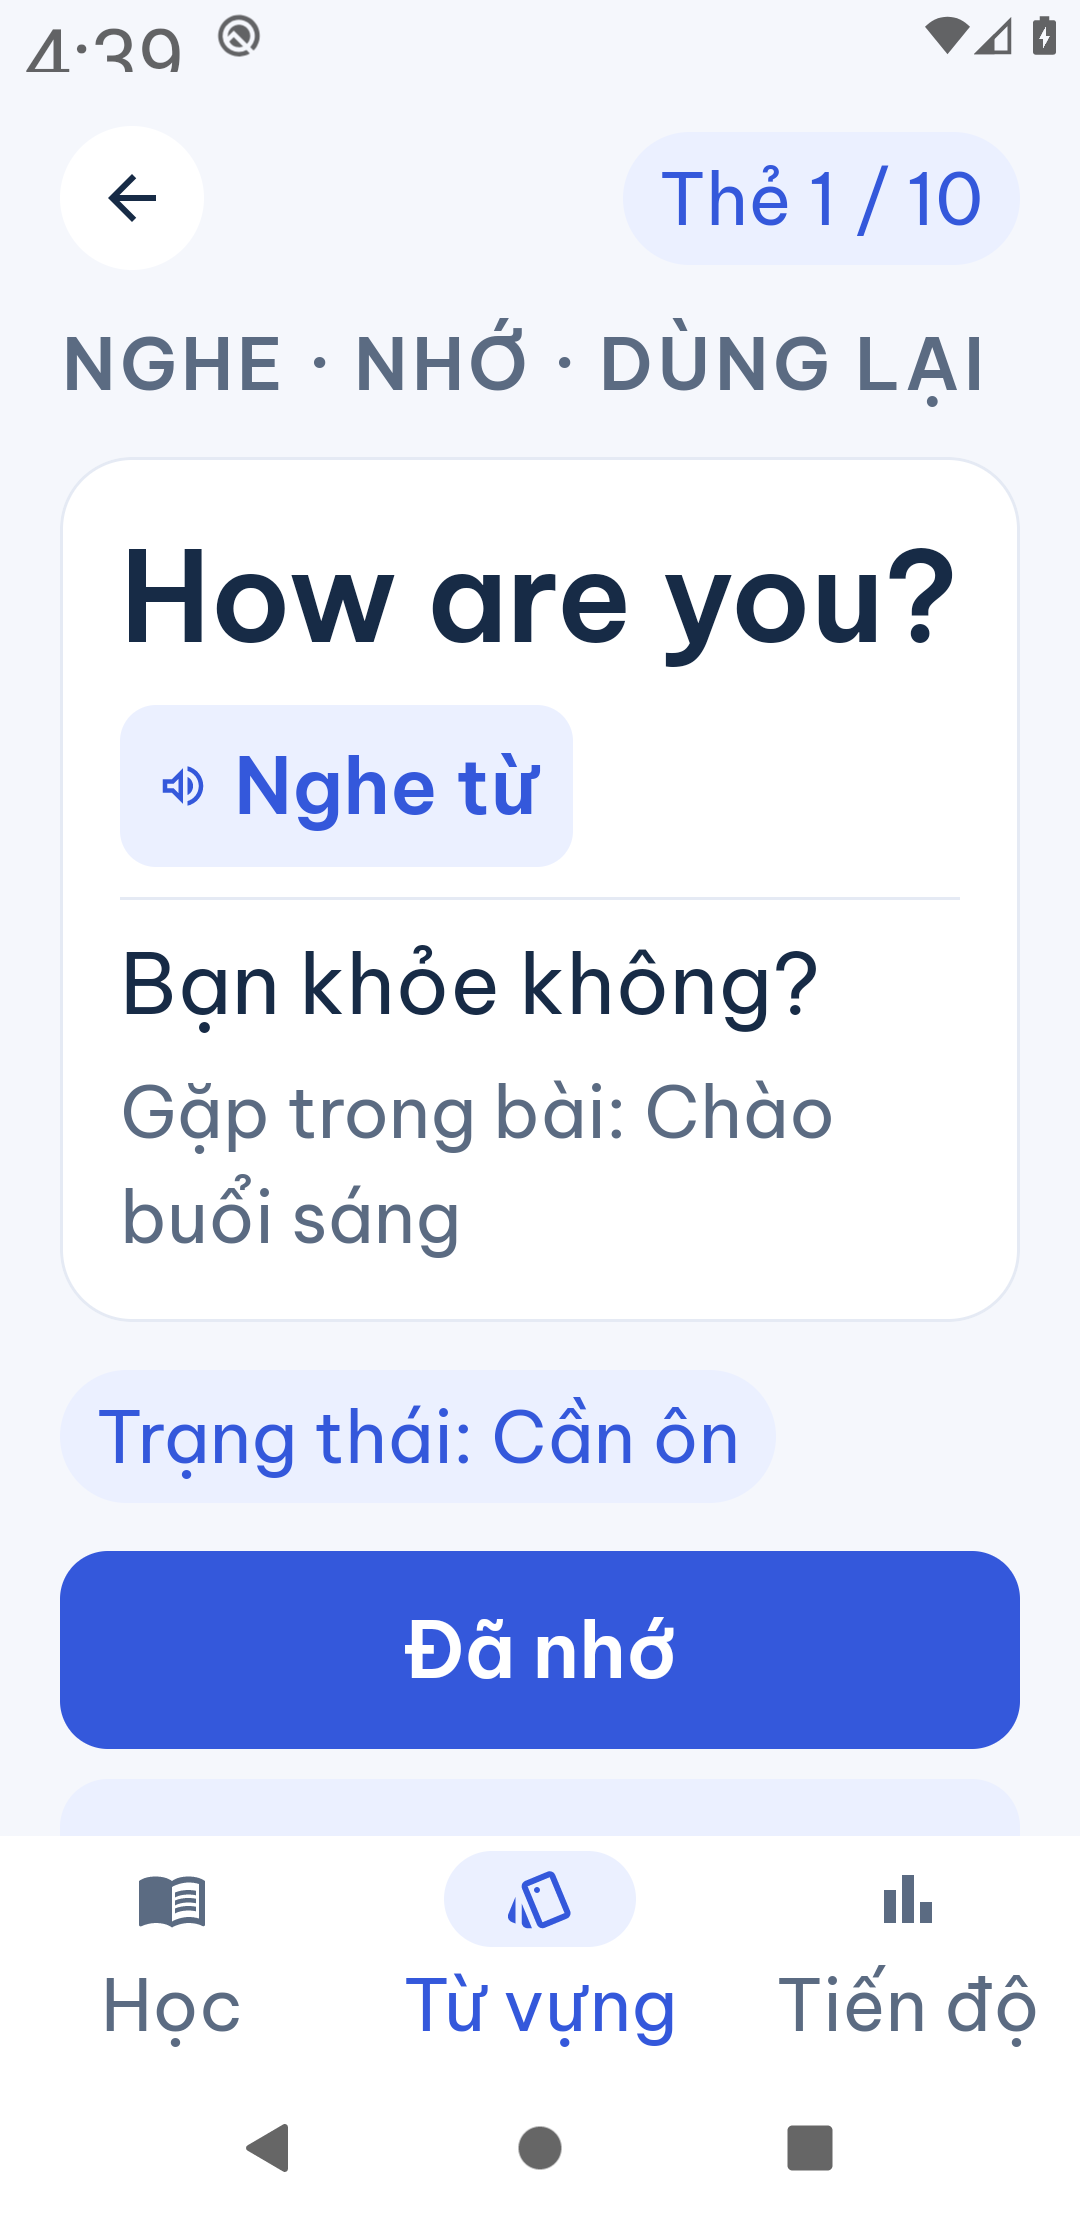 4:39
Thẻ 1 / 10
NGHE · NHỚ · DÙNG LẠI
How are you?
Nghe từ
Bạn khỏe không?
Gặp trong bài: Chào
buổi sáng
Trạng thái: Cần ôn
Đã nhớ
Học
Từ vựng
Tiến độ